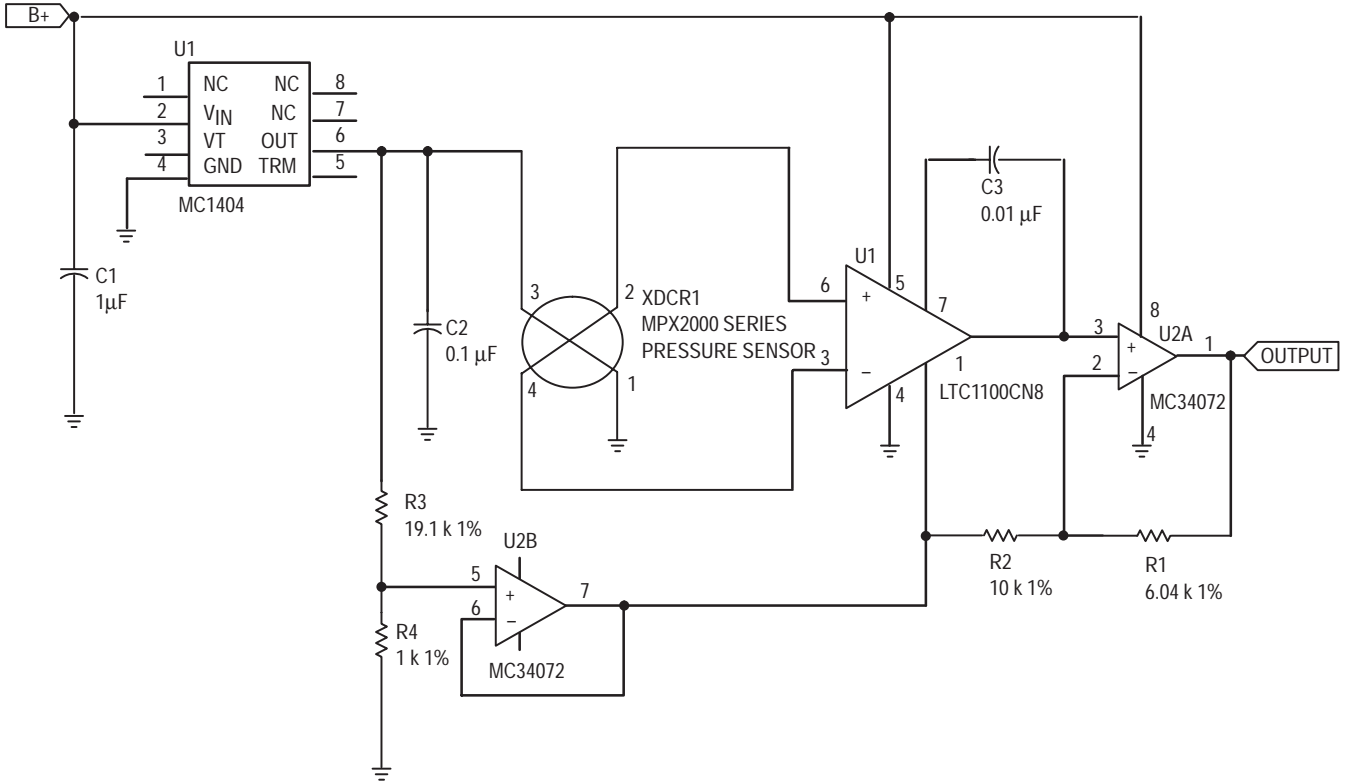 B+
U1
1 NC NC 8
2 VIN NC 7
3 VT OUT 6
4 GND TRM 5
MC1404
C1
1µF
C2
0.1 µF
3
2
4
1
XDCR1
MPX2000 SERIES
PRESSURE SENSOR
C3
0.01 µF
U1
6
+
5
7
3
−
1
4
LTC1100CN8
8
3
+
U2A
1
2
−
MC34072
4
OUTPUT
R3
19.1 k 1%
R4
1 k 1%
U2B
5
+
7
6
−
MC34072
R2
10 k 1%
R1
6.04 k 1%